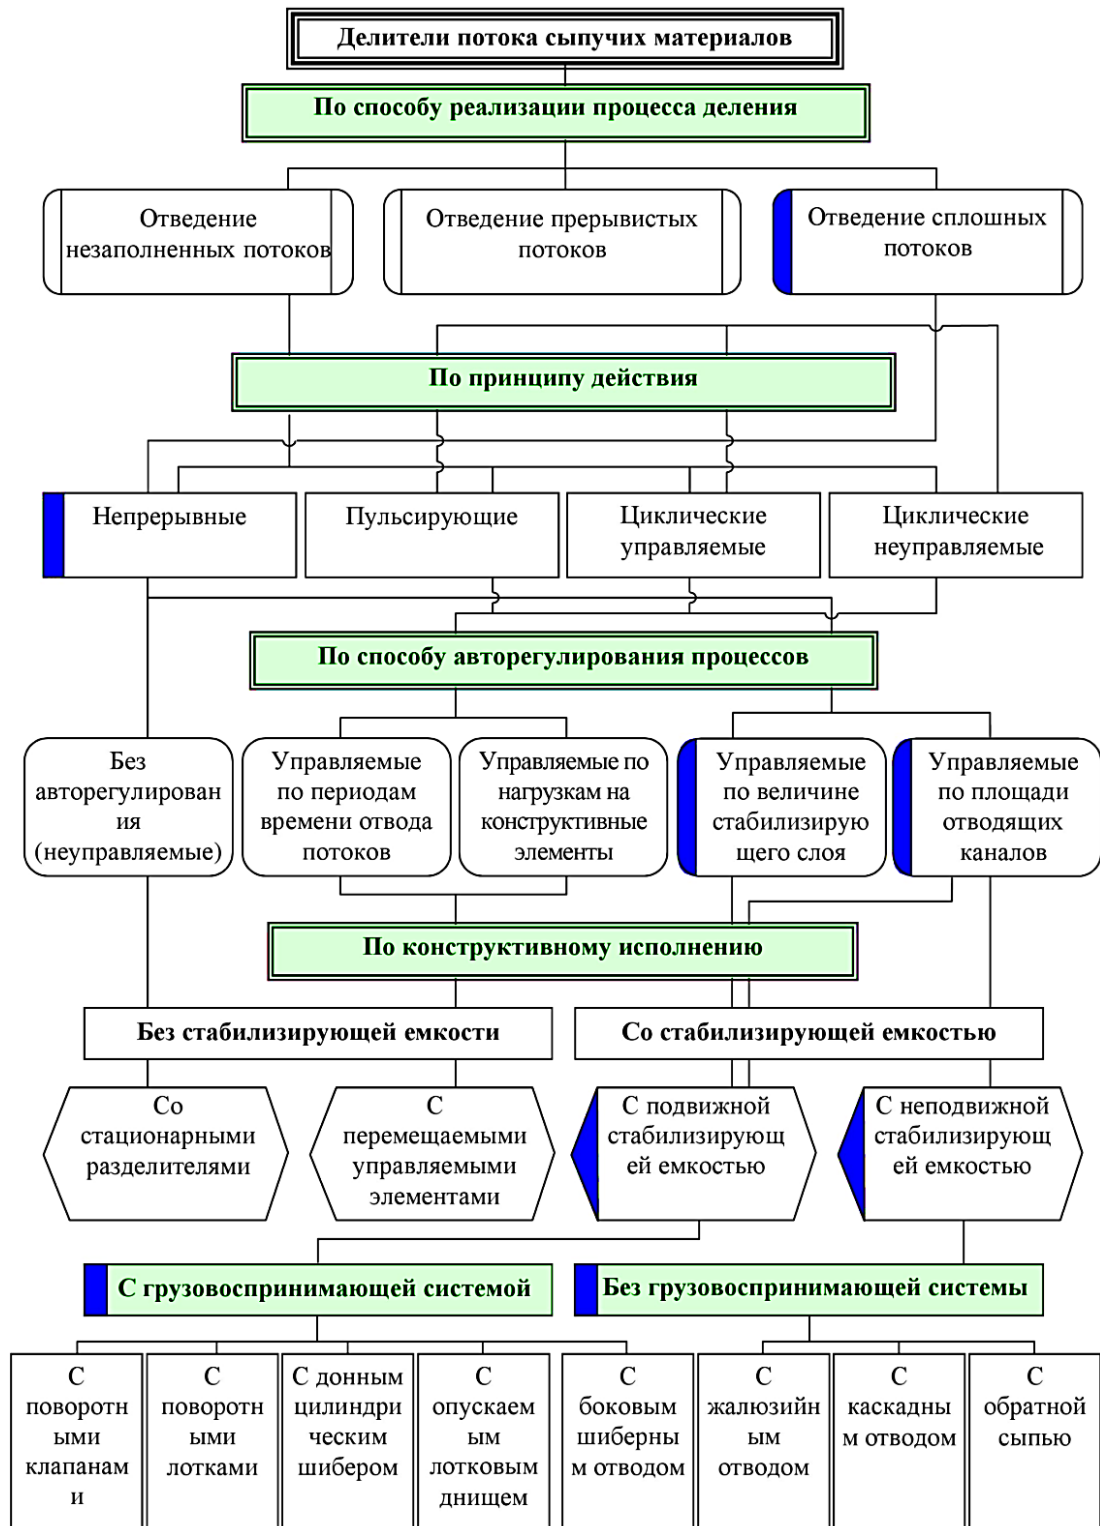 Делители потока сыпучих материалов
По способу реализации процесса деления
Отведение
незаполненных потоков
Отведение прерывистых
потоков
Отведение сплошных
потоков
По принципу действия
Непрерывные
Пульсирующие
Циклические
управляемые
Циклические
неуправляемые
По способу авторегулирования процессов
Без
авторегулирован
ия
(неуправляемые)
Управляемые
по периодам
времени отвода
потоков
Управляемые по
нагрузкам на
конструктивные
элементы
Управляемые
по величине
стабилизирую
щего слоя
Управляемые
по площади
отводящих
каналов
По конструктивному исполнению
Без стабилизирующей емкости
Со стабилизирующей емкостью
Со
стационарными
разделителями
С
перемещаемыми
управляемыми
элементами
С подвижной
стабилизирующ
ей емкостью
С неподвижной
стабилизирующ
ей емкостью
С грузовоспринимающей системой
Без грузовоспринимающей системы
С
поворотн
ыми
клапанам
и
С
поворотн
ыми
лотками
С донным
цилиндри
ческим
шибером
С
опускаем
ым
лотковым
днищем
С
боковым
шиберны
м отводом
С
жалюзийн
ым
отводом
С
каскадны
м отводом
С
обратной
сыпью